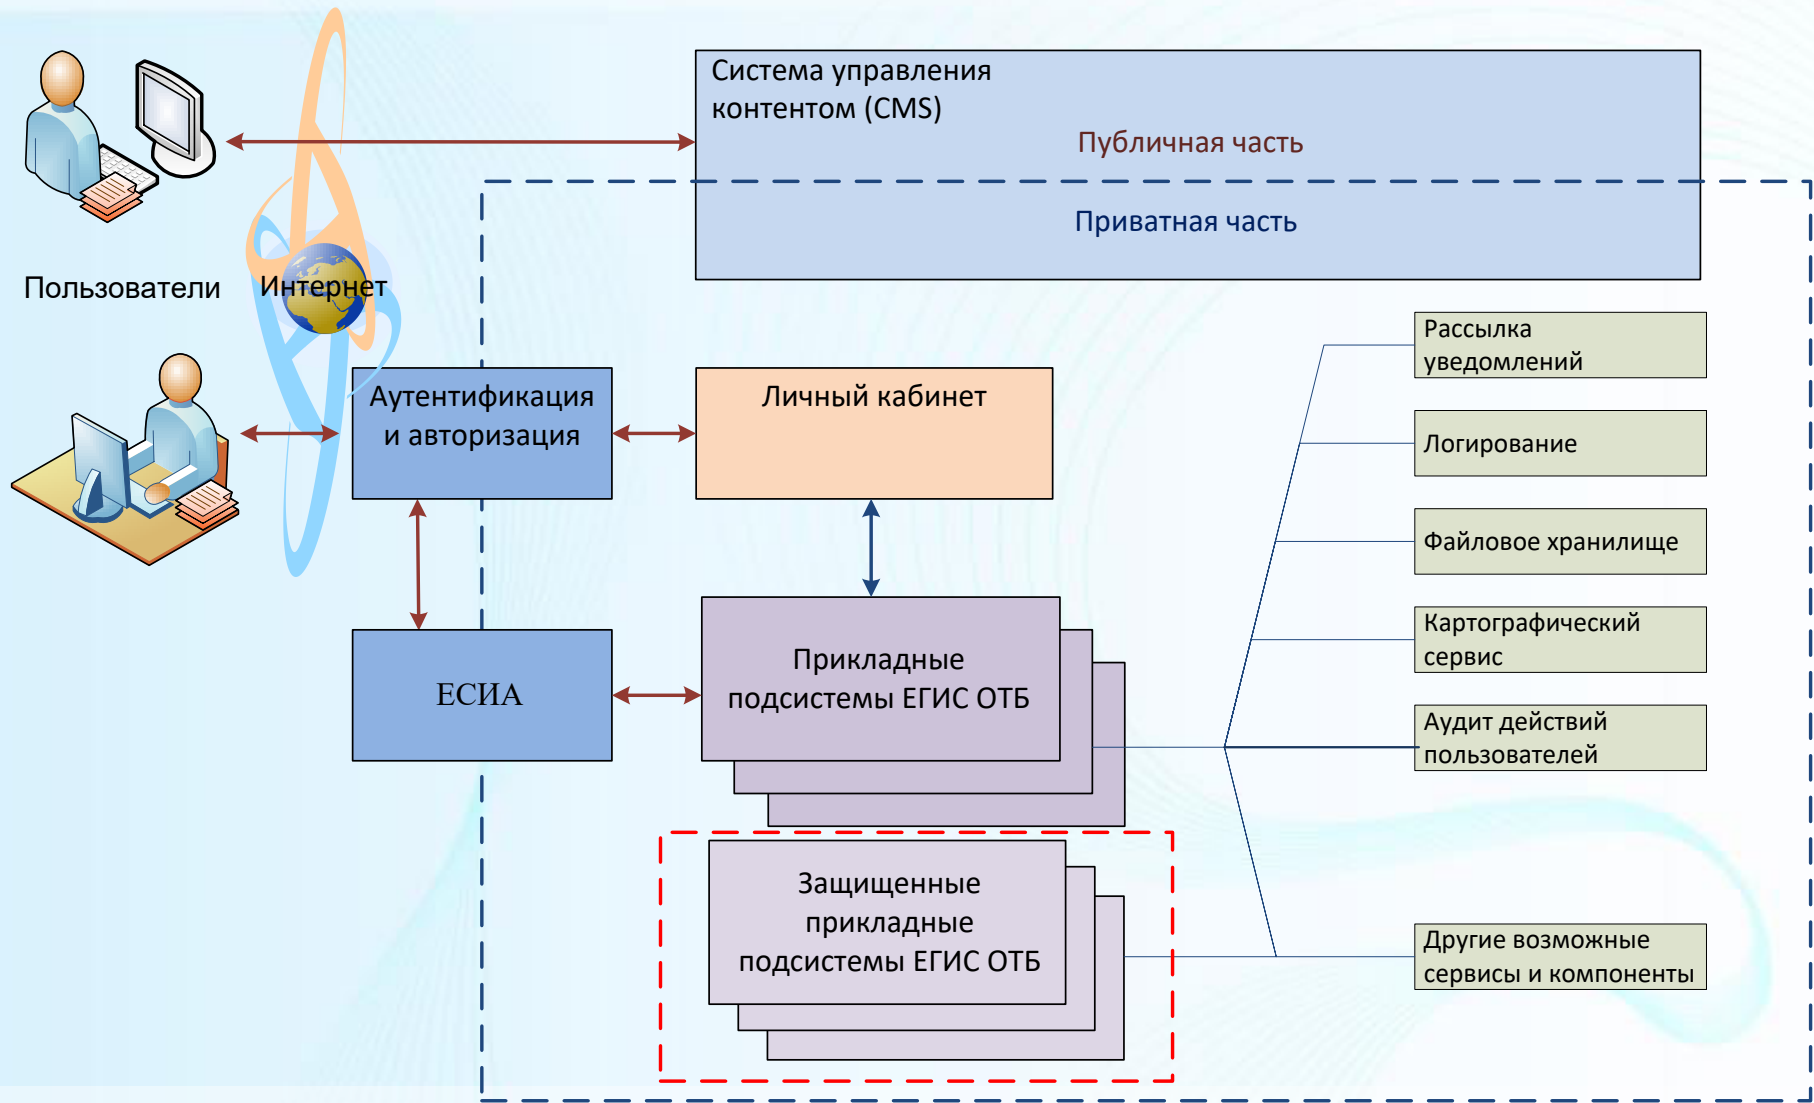 Система управления
контентом (CMS)
Публичная часть
Приватная часть
Пользователи
Интернет
Аутентификация
и авторизация
Личный кабинет
ЕСИА
Прикладные
подсистемы ЕГИС ОТБ
Защищенные
прикладные
подсистемы ЕГИС ОТБ
Рассылка
уведомлений
Логирование
Файловое хранилище
Картографический
сервис
Аудит действий
пользователей
Другие возможные
сервисы и компоненты